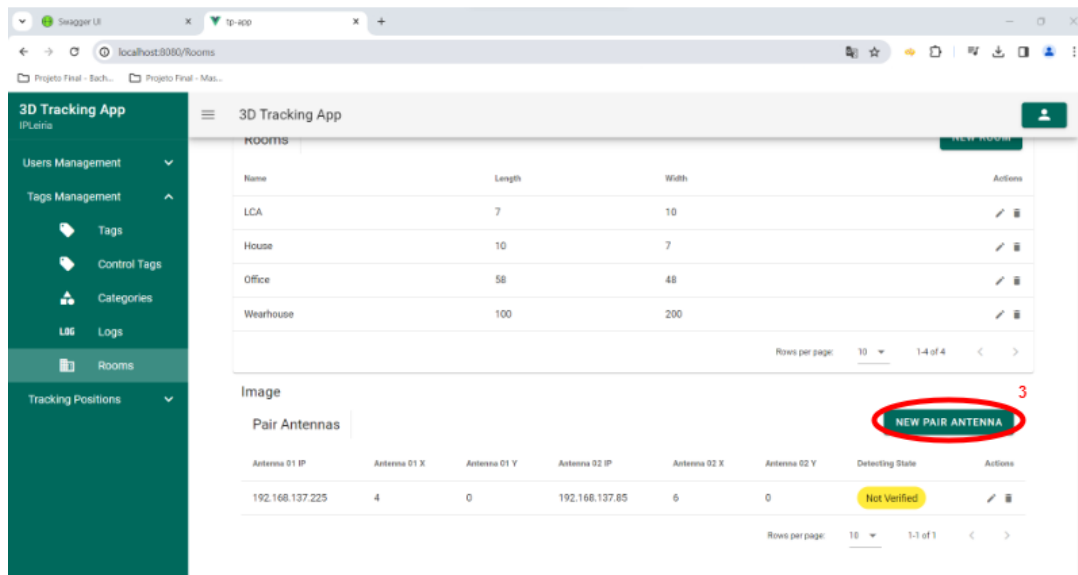 Swagger UI
tp-app
localhost:8080/Rooms
Projeto Final - Bach...
Projeto Final - Mas...
3D Tracking App
IPLeiria
3D Tracking App
Users Management
Tags Management
Tags
Control Tags
Categories
LOG Logs
Rooms
Tracking Positions
Rooms
NEW ROOM
Name Length Width Actions
LCA 7 10
House 10 7
Office 58 48
Wearhouse 100 200
Rows per page: 10 1-4 of 4
Image
3
Pair Antennas
NEW PAIR ANTENNA
Antenna 01 IP Antenna 01 X Antenna 01 Y Antenna 02 IP Antenna 02 X Antenna 02 Y Detecting State Actions
192.168.137.225 4 0 192.168.137.85 6 0 Not Verified
Rows per page: 10 1-1 of 1